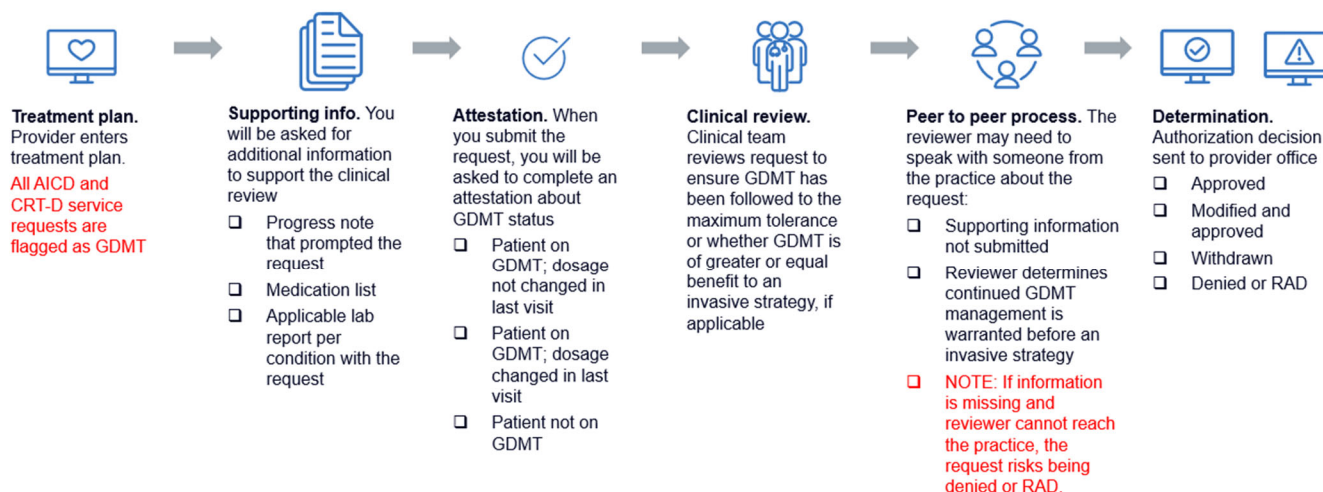 Treatment plan.
Provider enters
treatment plan.
All AICD and
CRT-D service
requests are
flagged as GDMT
Supporting info. You
will be asked for
additional information
to support the clinical
review
Progress note
that prompted the
request
Medication list
Applicable lab
report per
condition with the
request
Attestation. When
you submit the
request, you will be
asked to complete an
attestation about
GDMT status
Patient on
GDMT; dosage
not changed in
last visit
Patient on
GDMT; dosage
changed in last
visit
Patient not on
GDMT
Clinical review.
Clinical team
reviews request to
ensure GDMT has
been followed to the
maximum tolerance
or whether GDMT is
of greater or equal
benefit to an
invasive strategy, if
applicable
Peer to peer process. The
reviewer may need to
speak with someone from
the practice about the
request:
Supporting information
not submitted
Reviewer determines
continued GDMT
management is
warranted before an
invasive strategy
NOTE: If information
is missing and
reviewer cannot reach
the practice, the
request risks being
denied or RAD.
Determination.
Authorization decision
sent to provider office
Approved
Modified and
approved
Withdrawn
Denied or RAD